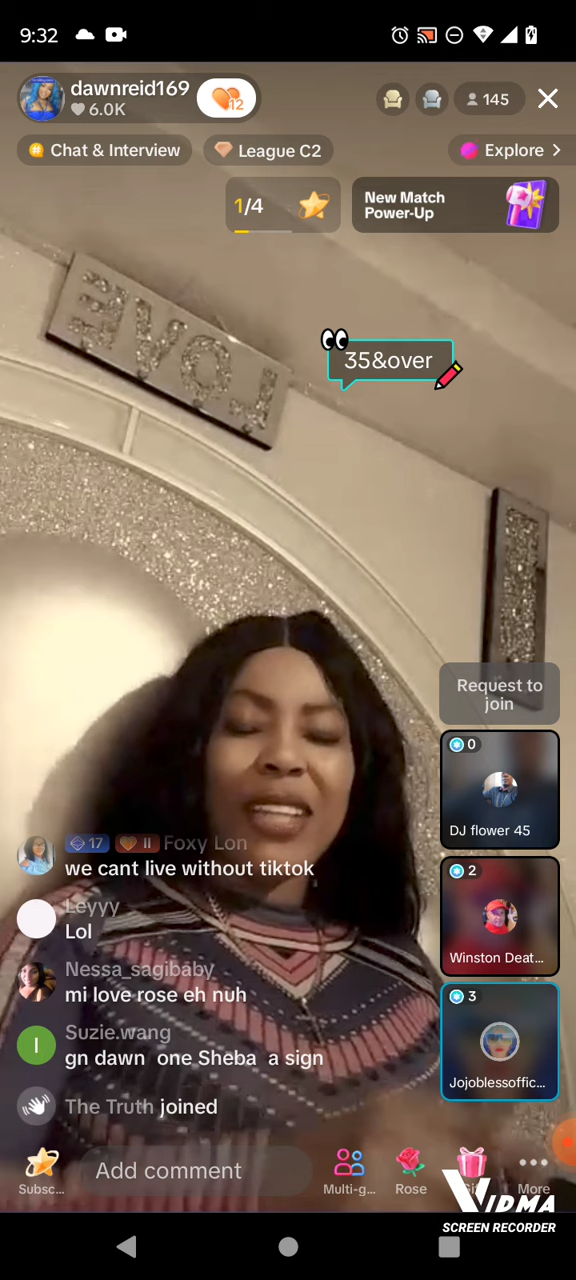 9:32
dawnreid169
6.0K
12
145
Chat & Interview
League C2
Explore
1/4
New Match
Power-Up
LOVE
35&over
Request to
join
0
DJ flower 45
2
Winston Deat...
3
Jojoblessoffic...
17
II
Foxy Lon
we cant live without tiktok
Leyyy
Lol
Nessa_sagibaby
mi love rose eh nuh
I
Suzie.wang
gn dawn one Sheba a sign
The Truth joined
Subsc...
Add comment
Multi-g...
Rose
More
VIDMA
SCREEN RECORDER